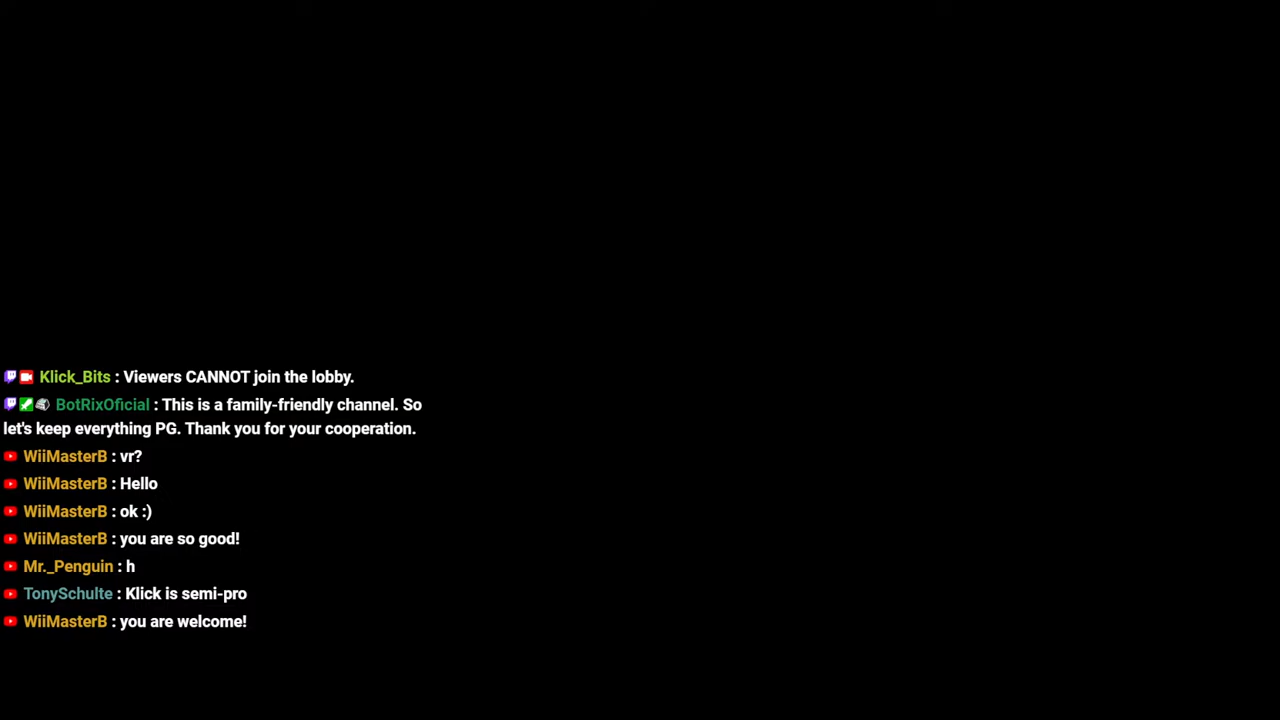 Klick_Bits : Viewers CANNOT join the lobby.
BotRixOficial : This is a family-friendly channel. So
let's keep everything PG. Thank you for your cooperation.
WiiMasterB : vr?
WiiMasterB : Hello
WiiMasterB : ok :)
WiiMasterB : you are so good!
Mr._Penguin : h
TonySchulte : Klick is semi-pro
WiiMasterB : you are welcome!